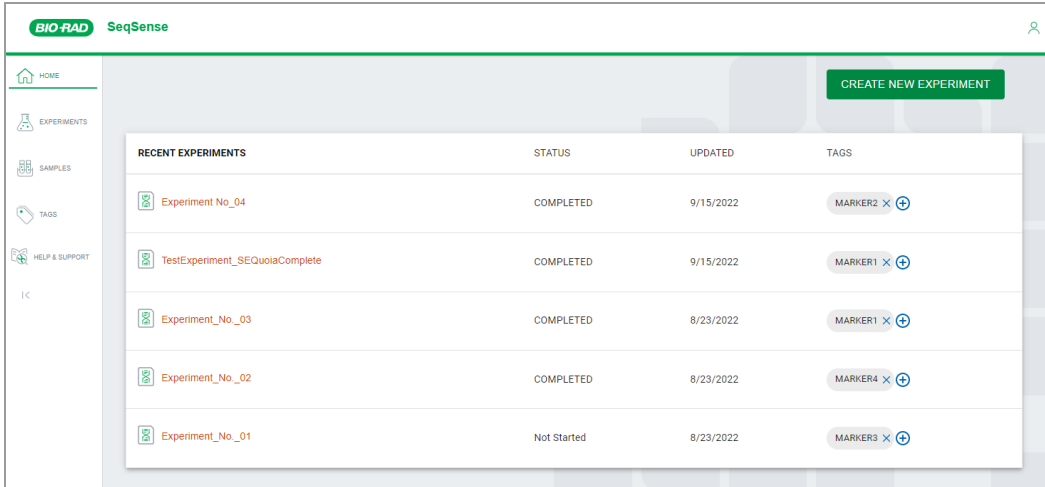 BIO-RAD SeqSense
HOME
EXPERIMENTS
SAMPLES
TAGS
HELP & SUPPORT
CREATE NEW EXPERIMENT
RECENT EXPERIMENTS STATUS UPDATED TAGS
Experiment No_04 COMPLETED 9/15/2022 MARKER2
TestExperiment_SEQuoiaComplete COMPLETED 9/15/2022 MARKER1
Experiment_No._03 COMPLETED 8/23/2022 MARKER1
Experiment_No._02 COMPLETED 8/23/2022 MARKER4
Experiment_No._01 Not Started 8/23/2022 MARKER3